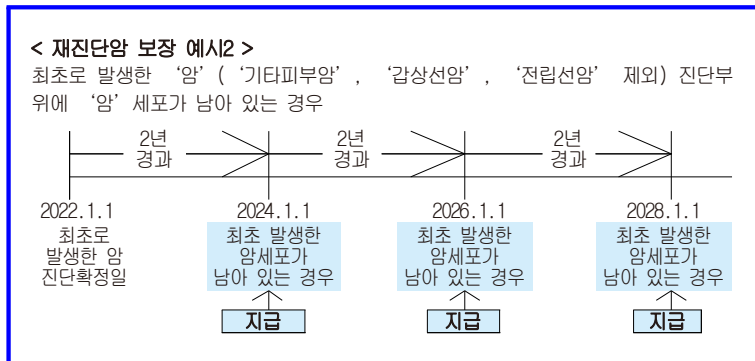 < 재진단암 보장 예시2 >
최초로 발생한 ‘암’ ( ‘기타피부암’ , ‘갑상선암’ , ‘전립선암’ 제외) 진단부
위에 ‘암’ 세포가 남아 있는 경우
2년 2년 2년
경과 경과 경과
2022.1.1 2024.1.1 2026.1.1 2028.1.1
최초로 최초 발생한 최초 발생한 최초 발생한
발생한 암 암세포가 암세포가 암세포가
진단확정일 남아 있는 경우 남아 있는 경우 남아 있는 경우
지급 지급 지급